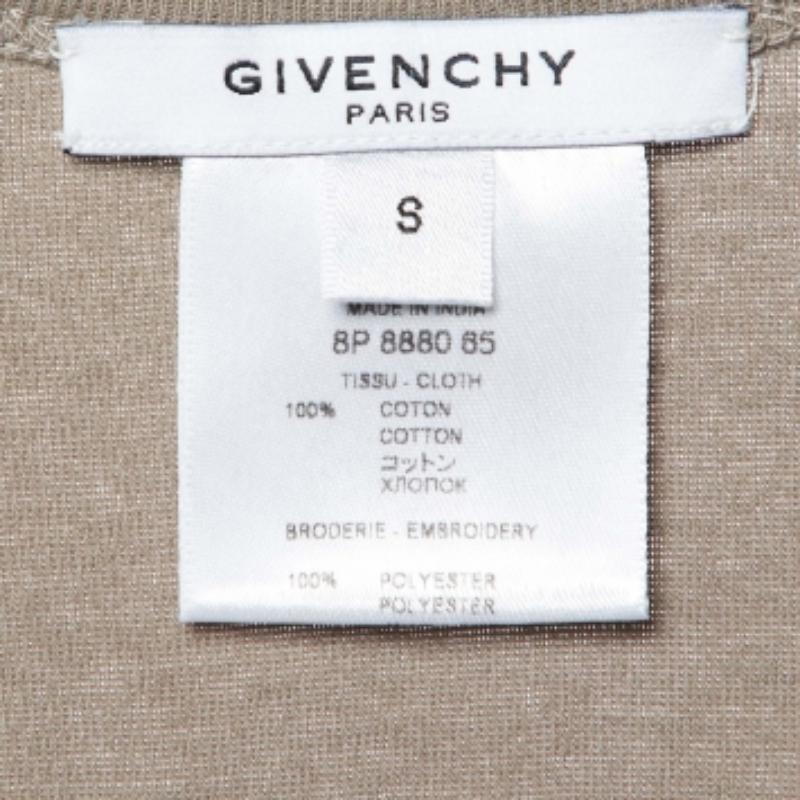 GIVENCHY
PARIS
S
MADE IN INDIA
8P 8880 65
TISSU - CLOTH
100% COTON
COTTON
コットン
ХЛОПОК
BRODERIE - EMBROIDERY
100% POLYESTER
POLYESTER